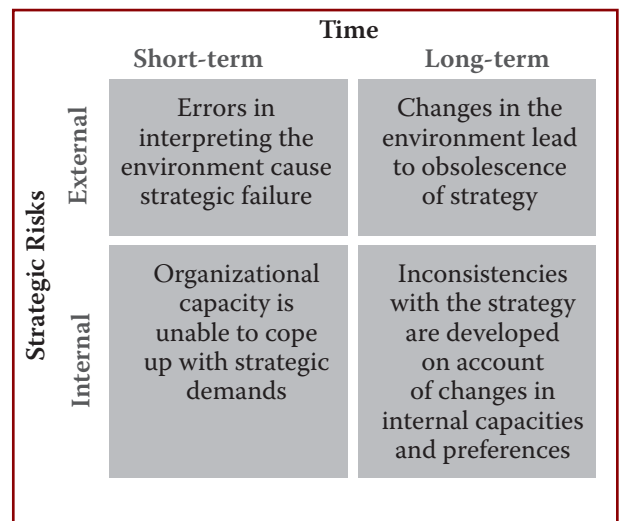 Time
Short-term
Long-term
Strategic Risks
External
Errors in
interpreting the
environment cause
strategic failure
Changes in the
environment lead
to obsolescence
of strategy
Internal
Organizational
capacity is
unable to cope
up with strategic
demands
Inconsistencies
with the strategy
are developed
on account
of changes in
internal capacities
and preferences